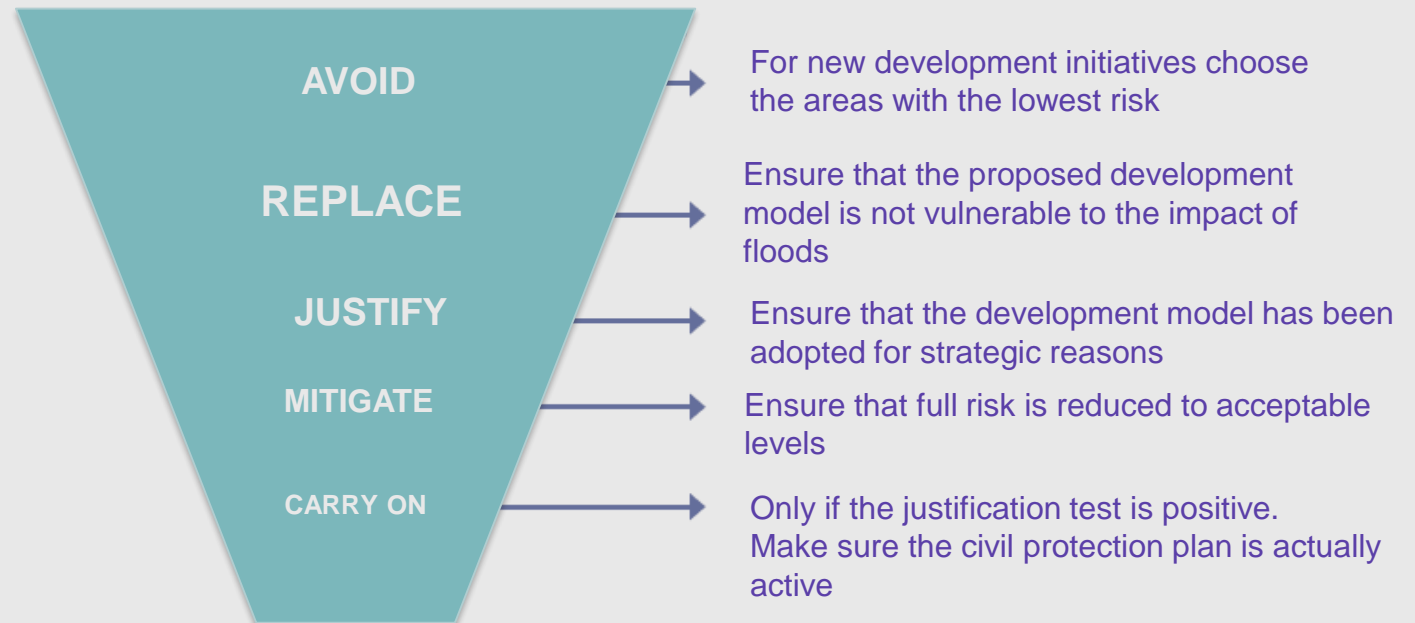 AVOID
For new development initiatives choose
the areas with the lowest risk
REPLACE
Ensure that the proposed development
model is not vulnerable to the impact of
floods
JUSTIFY
Ensure that the development model has been
adopted for strategic reasons
MITIGATE
Ensure that full risk is reduced to acceptable
levels
CARRY ON
Only if the justification test is positive.
Make sure the civil protection plan is actually
active